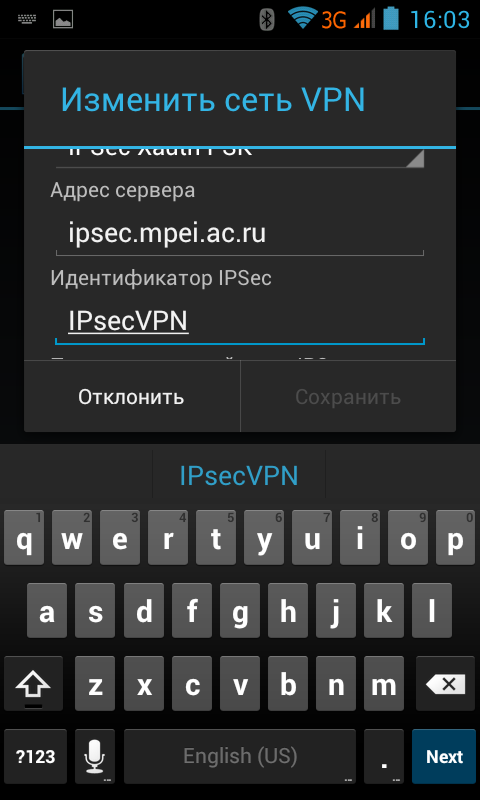 3G 16:03
Изменить сеть VPN
IPSec Xauth PSK
Адрес сервера
ipsec.mpei.ac.ru
Идентификатор IPSec
IPsecVPN
Отклонить Сохранить
IPsecVPN
1 2 3 4 5 6 7 8 9 0
q w e r t y u i o p
a s d f g h j k l
z x c v b n m
?123 English (US) . Next